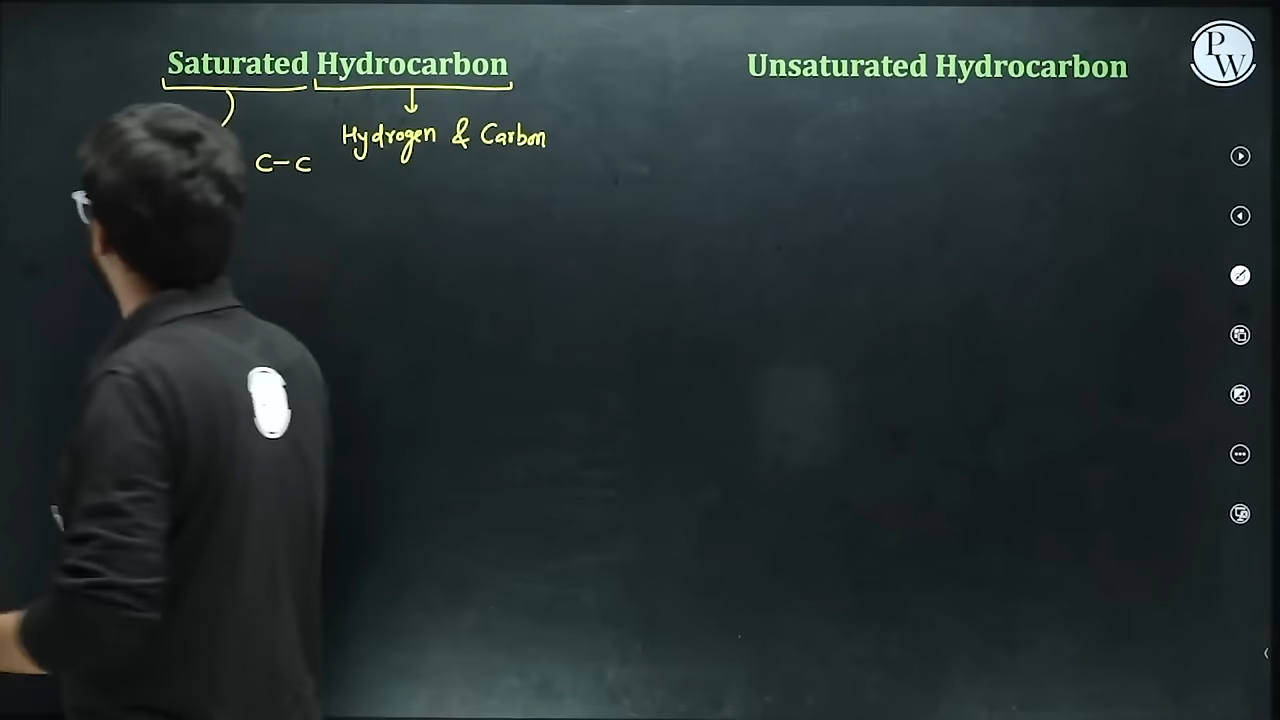 Saturated Hydrocarbon
Unsaturated Hydrocarbon
PW
Hydrogen & Carbon
C-C